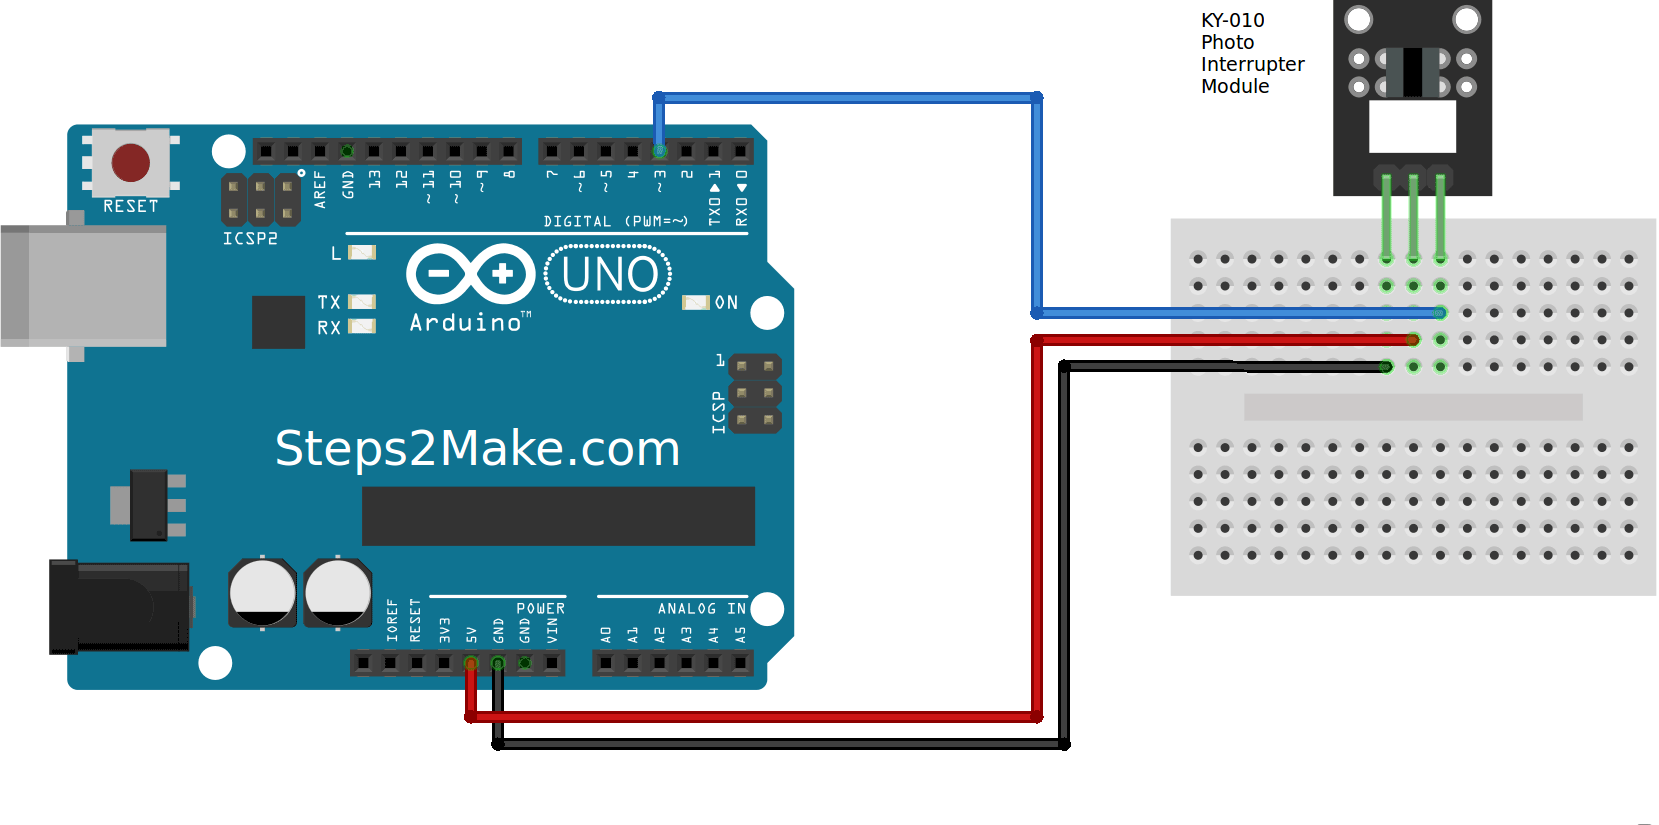 KY-010
Photo
Interrupter
Module
RESET
ICSP2
AREF
GND
13
12
~11
~10
~9
8
7
~6
~5
4
~3
2
TX0▶1
RX0◀0
DIGITAL (PWM=~)
L
TX
RX
Arduino™
UNO
ON
1
ICSP
Steps2Make.com
IOREF
RESET
3V3
5V
GND
GND
VIN
POWER
ANALOG IN
A0
A1
A2
A3
A4
A5